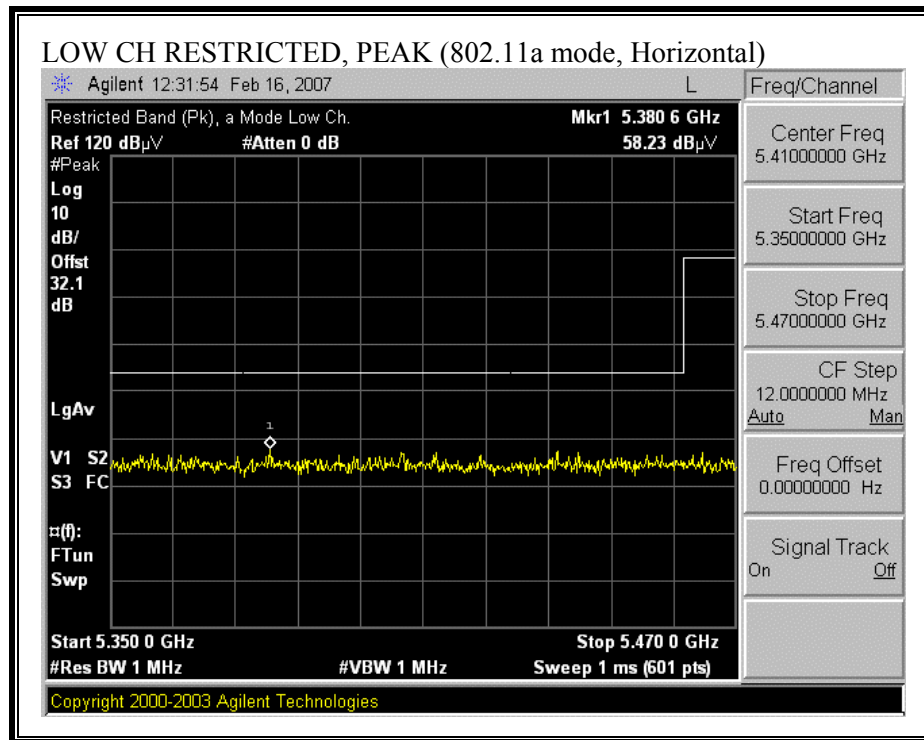 LOW CH RESTRICTED, PEAK (802.11a mode, Horizontal)
Agilent 12:31:54 Feb 16, 2007 L
Freq/Channel
Restricted Band (Pk), a Mode Low Ch. Mkr1 5.380 6 GHz
Ref 120 dBµV #Atten 0 dB 58.23 dBµV
#Peak
Log
10
dB/
Offst
32.1
dB
LgAv
1
V1 S2
S3 FC
¤(f):
FTun
Swp
Start 5.350 0 GHz Stop 5.470 0 GHz
#Res BW 1 MHz #VBW 1 MHz Sweep 1 ms (601 pts)
Copyright 2000-2003 Agilent Technologies
Center Freq
5.41000000 GHz
Start Freq
5.35000000 GHz
Stop Freq
5.47000000 GHz
CF Step
12.0000000 MHz
Auto Man
Freq Offset
0.00000000 Hz
Signal Track
On Off